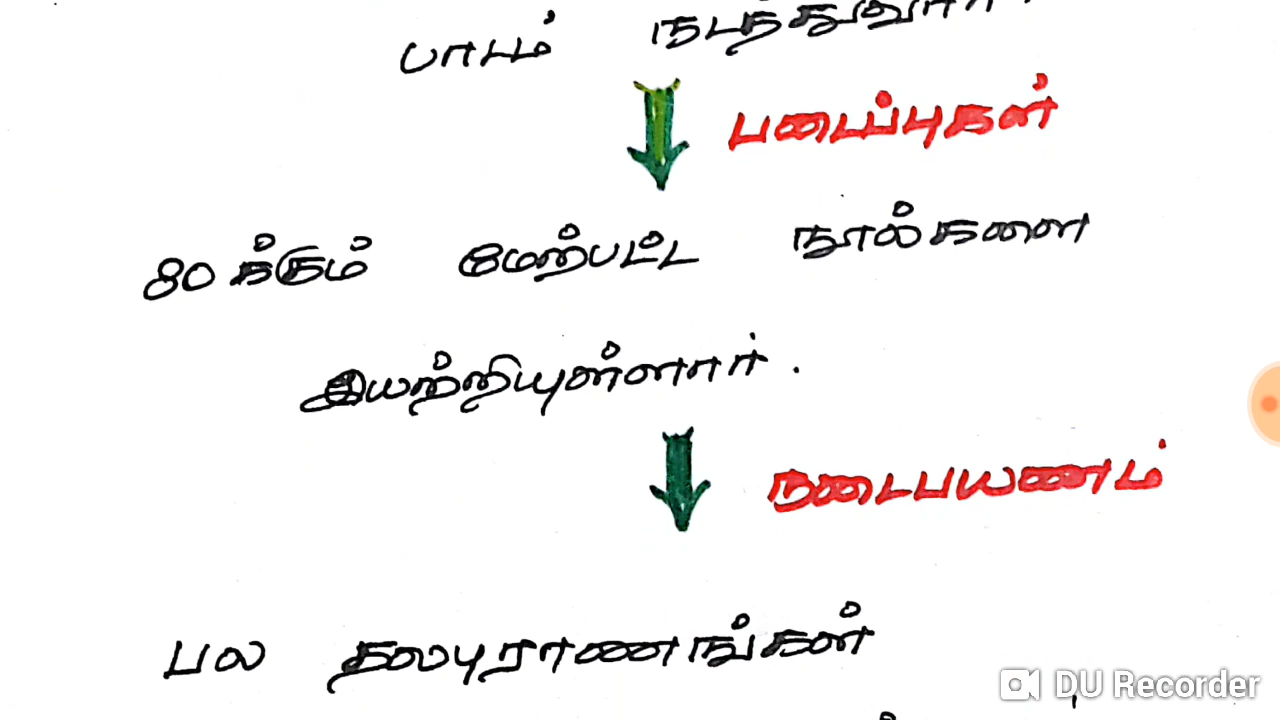 பாடம் நடத்துவார்.
படைப்புகள்
80க்கும் மேற்பட்ட நூல்களை
இயற்றியுள்ளார்.
நடைபயணம்
பல தலபுராணங்கள்
DU Recorder